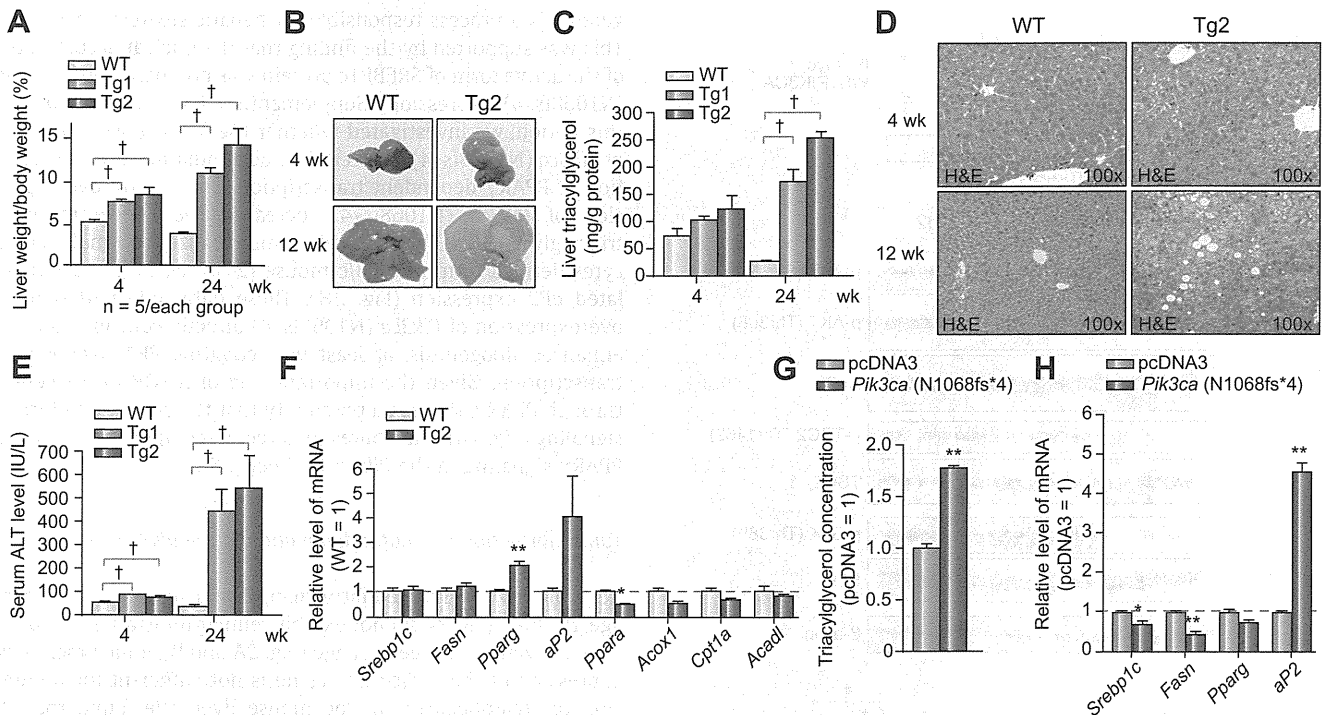 A
WT
Tg1
Tg2
Liver weight/body weight (%)
15
10
5
0
†
†
†
†
4
24
wk
n = 5/each group
B
WT
Tg2
4 wk
12 wk
C
WT
Tg1
Tg2
Liver triacylglycerol
(mg/g protein)
300
250
200
150
100
50
0
†
†
4
24
wk
D
WT
Tg2
4 wk
H&E
100x
H&E
100x
12 wk
H&E
100x
H&E
100x
E
WT
Tg1
Tg2
Serum ALT level (IU/L)
700
600
500
400
300
200
100
0
†
†
†
†
4
24
wk
F
WT
Tg2
Relative level of mRNA
(WT = 1)
6
5
4
3
2
1
0
**
*
Srebp1c
Fasn
Pparg
aP2
Ppara
Acox1
Cpt1a
Acadl
G
pcDNA3
Pik3ca (N1068fs*4)
Triacylglycerol concentration
(pcDNA3 = 1)
2.0
1.5
1.0
0.5
0
**
H
pcDNA3
Pik3ca (N1068fs*4)
Relative level of mRNA
(pcDNA3 = 1)
6
5
4
3
2
1
0
*
**
**
Srebp1c
Fasn
Pparg
aP2